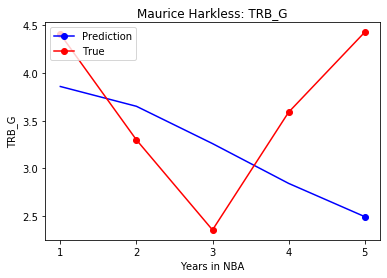 Maurice Harkless: TRB_G
Prediction
True
4.5
4.0
3.5
3.0
2.5
TRB_G
1 2 3 4 5
Years in NBA